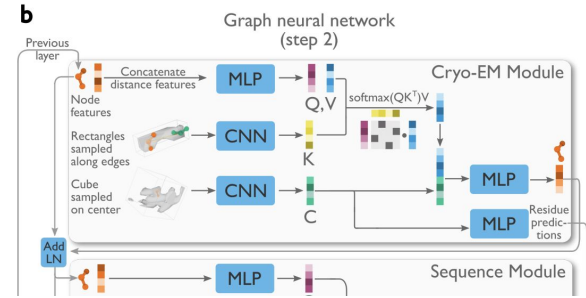 b
Graph neural network
(step 2)
Previous
layer
Cryo-EM Module
Concatenate
distance features
MLP
Q,V
Node
features
softmax(QKᵀ)V
Rectangles
sampled
along edges
CNN
K
Cube
sampled
on center
CNN
C
MLP
MLP
Residue
predic-
tions
Add
LN
Sequence Module
MLP